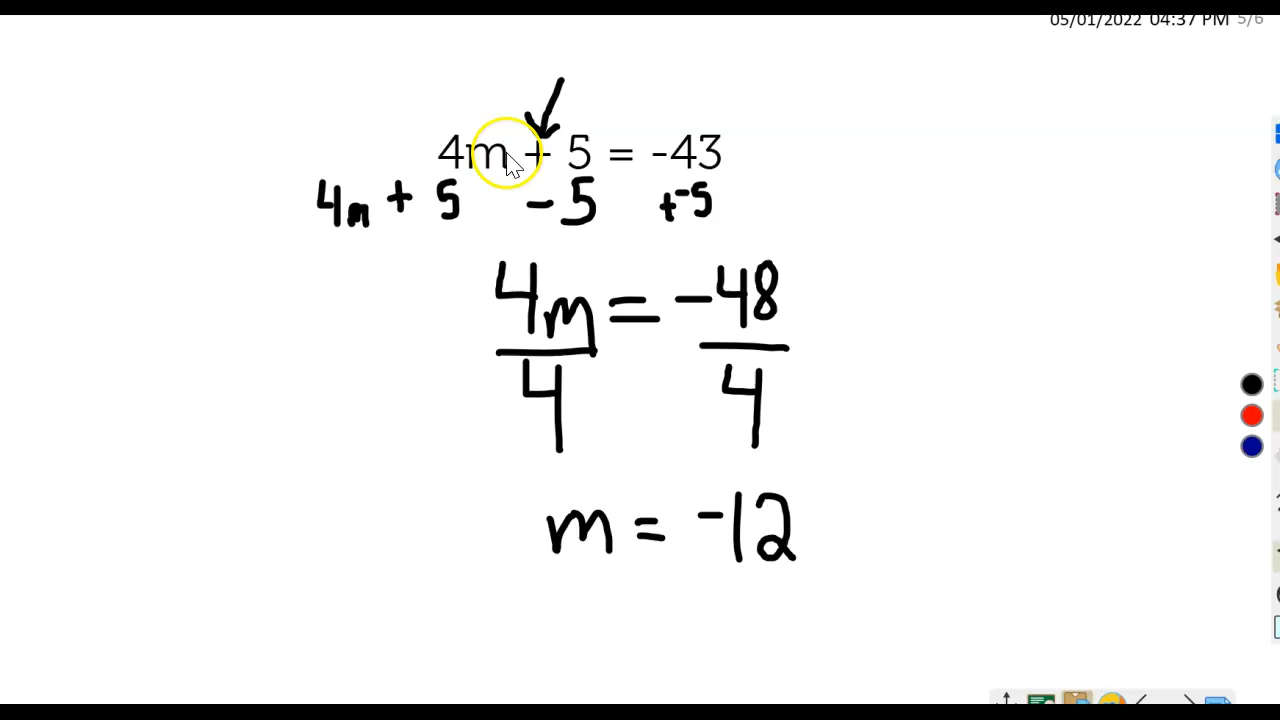 05/01/2022 04:37 PM 5/6
4m + 5 = -43
4m + 5 - 5 +-5
4m = -48
4 4
m = -12